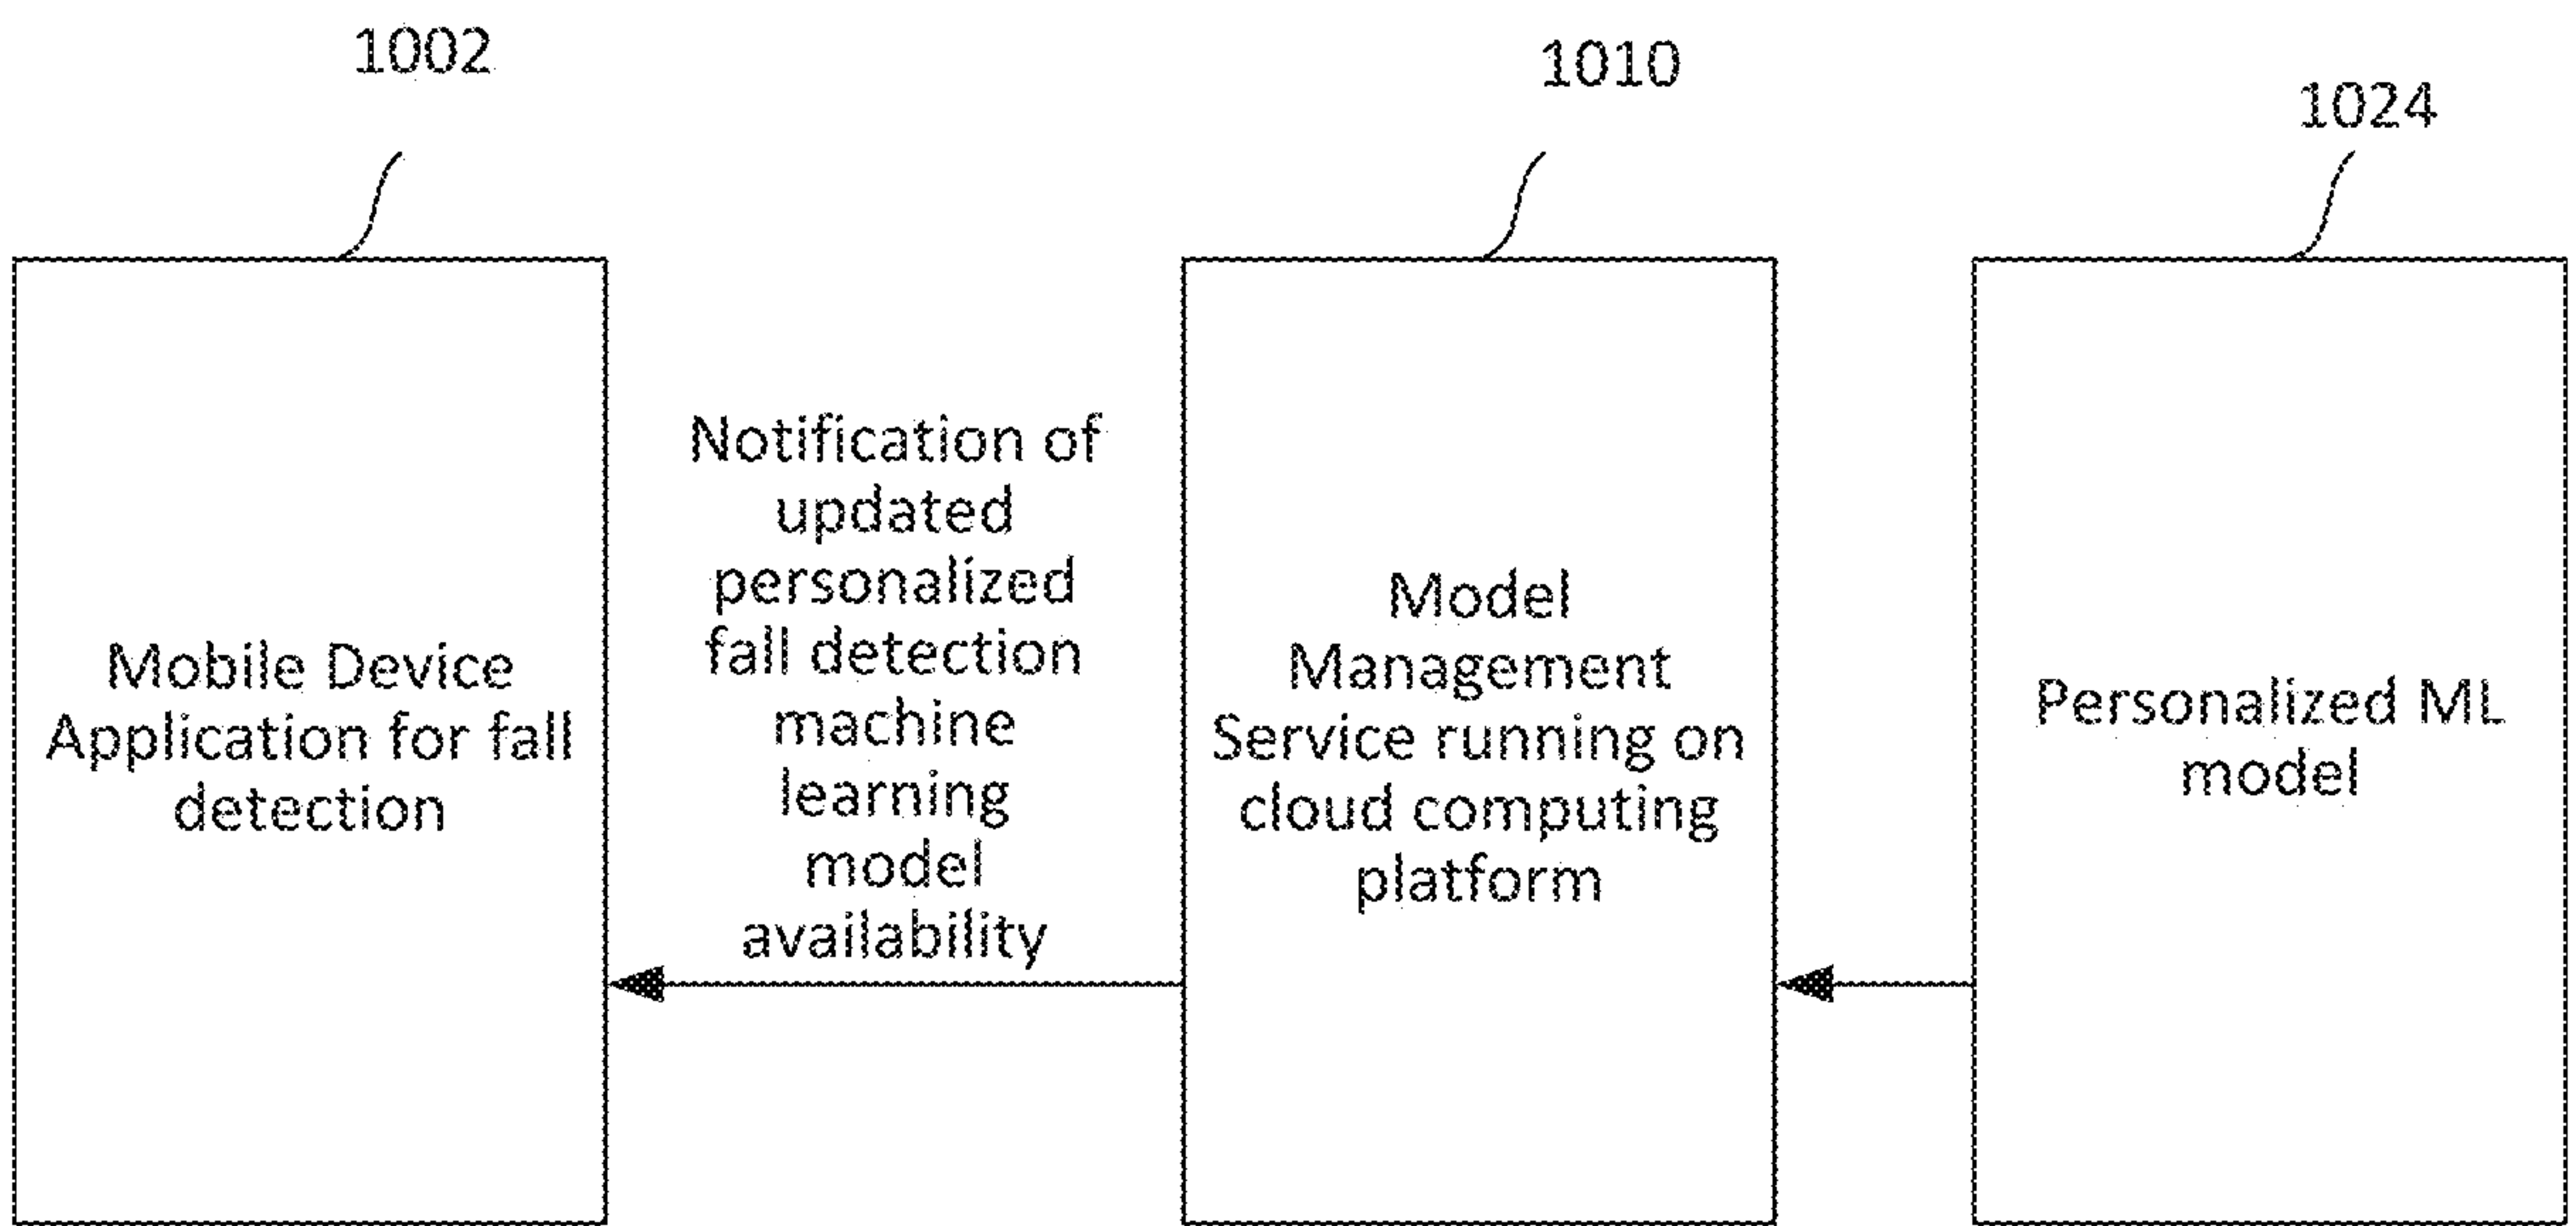 1002
1010
1024
Mobile Device
Application for fall
detection
Notification of
updated
personalized
fall detection
machine
learning
model
availability
Model
Management
Service running on
cloud computing
platform
Personalized ML
model